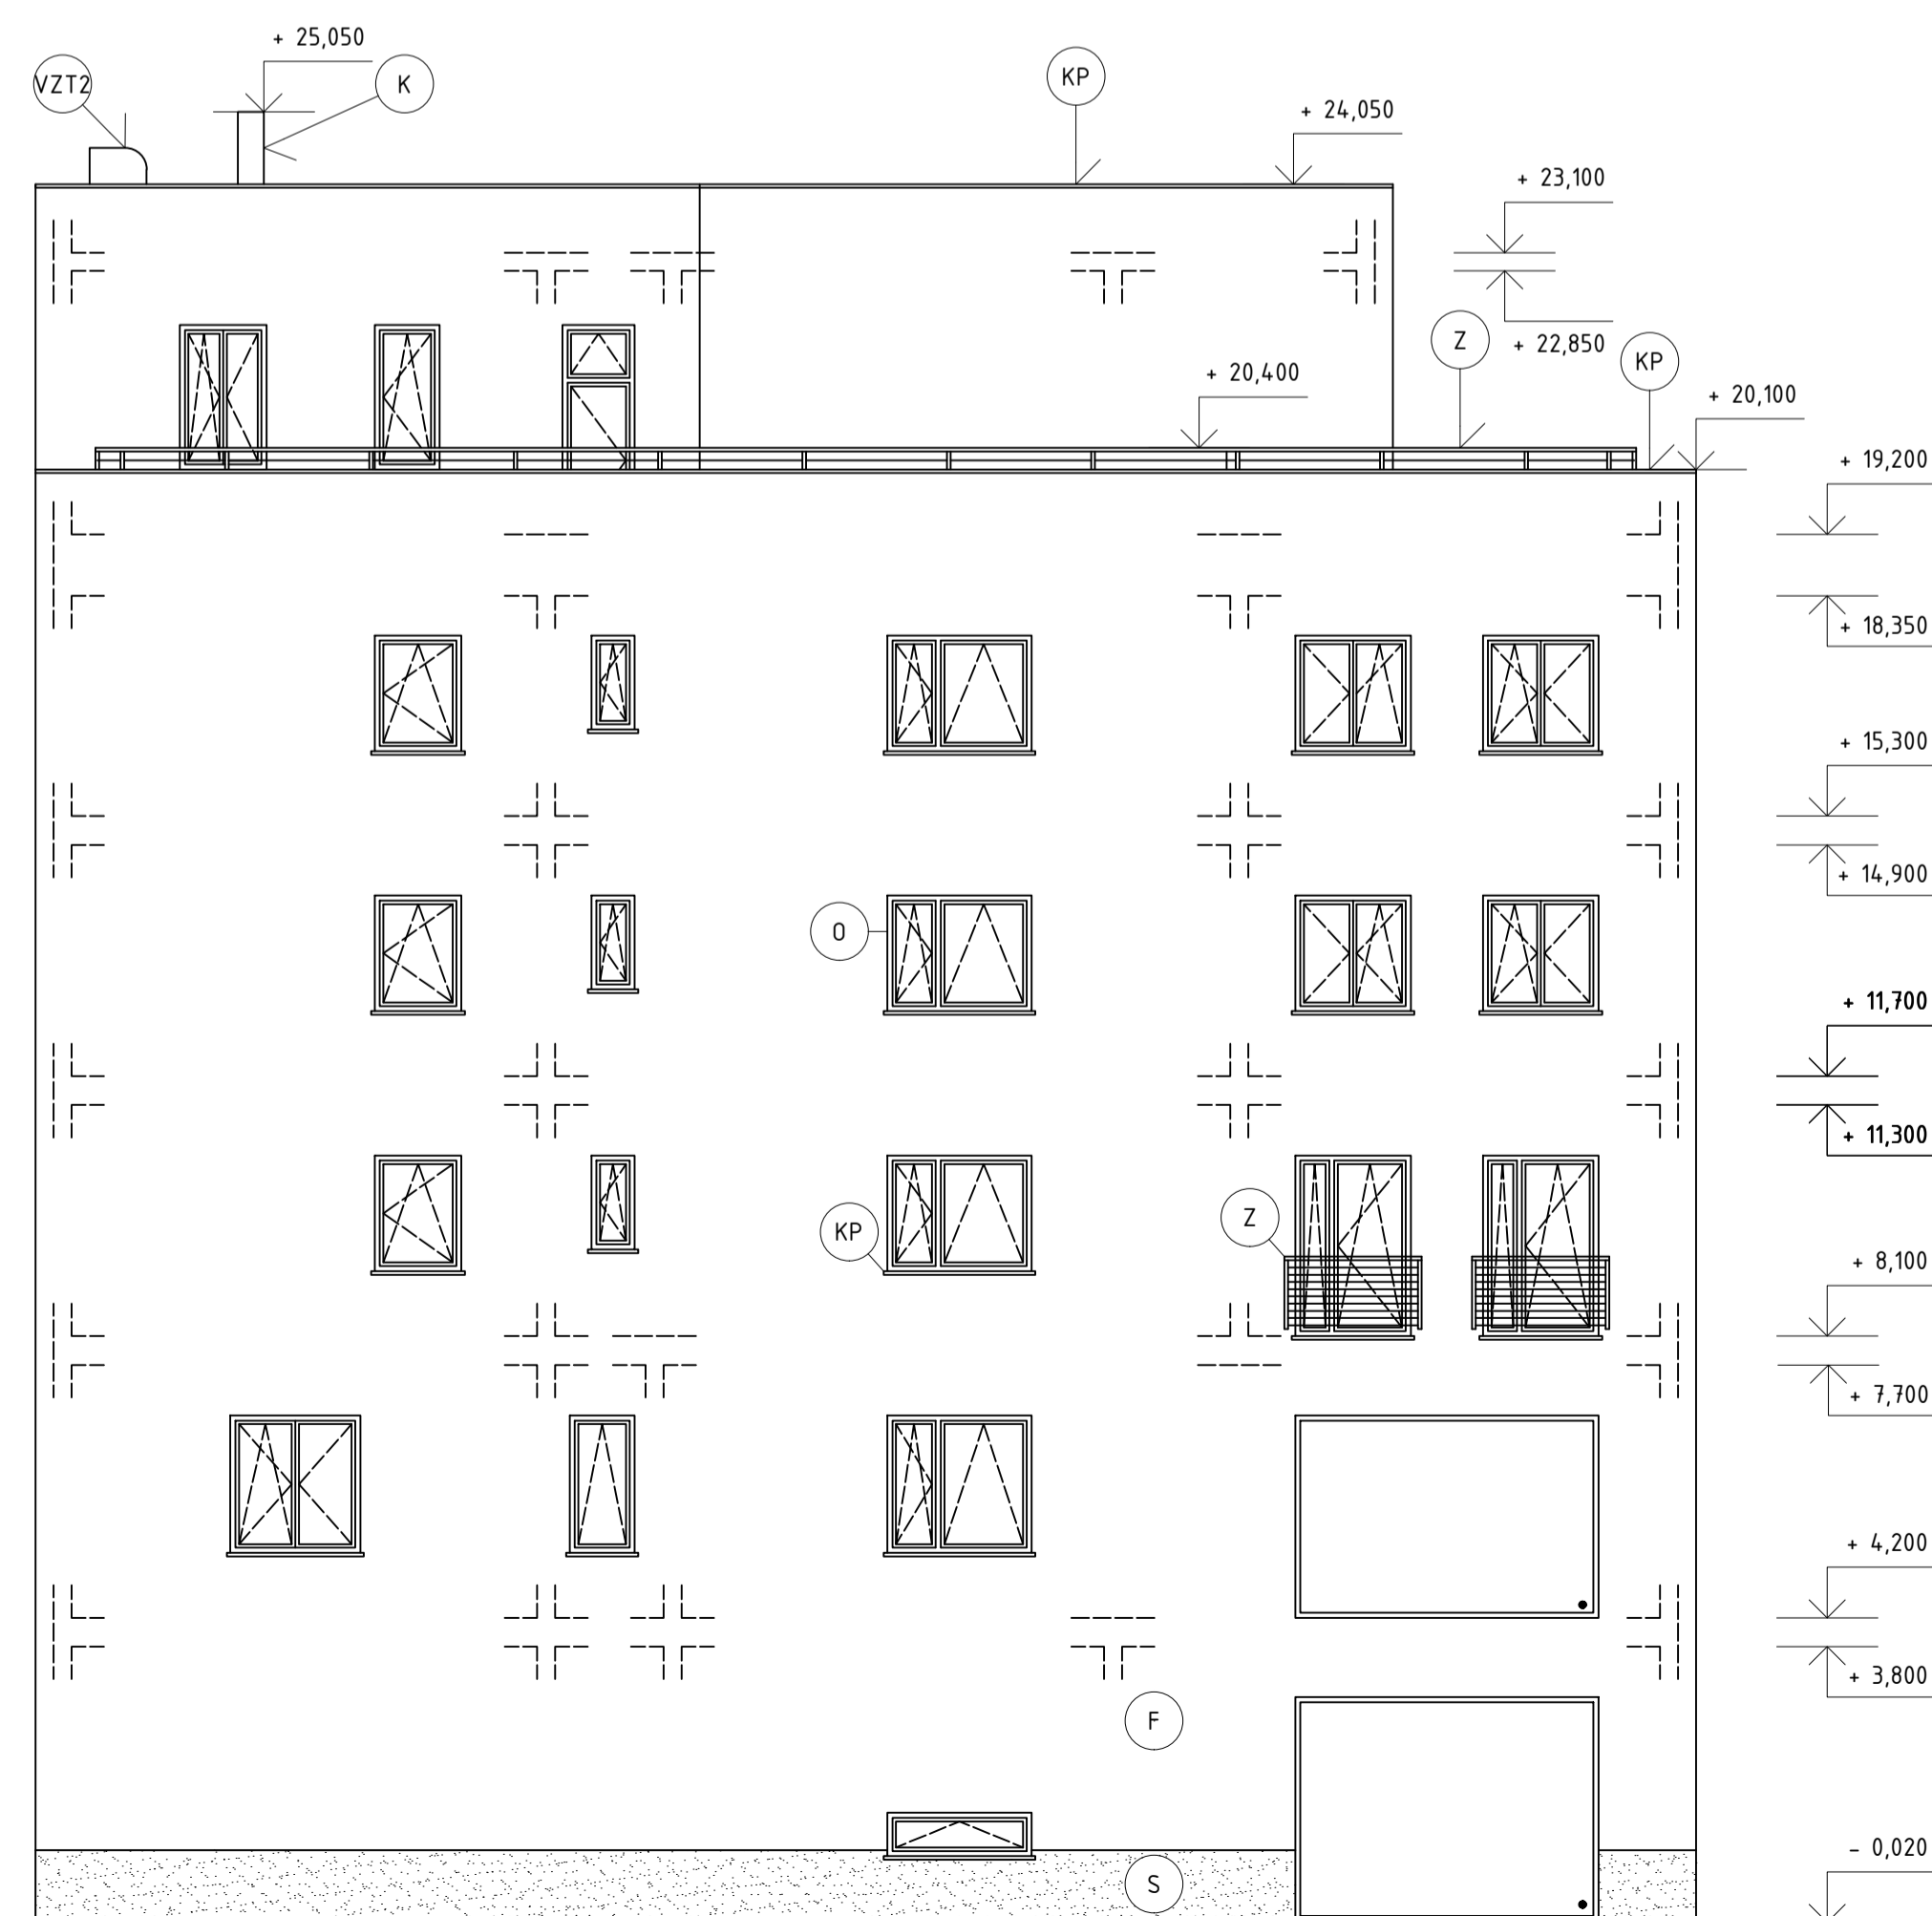 + 25,050
VZT2
K
KP
+ 24,050
+ 23,100
Z
+ 22,850
KP
+ 20,400
+ 20,100
+ 19,200
+ 18,350
+ 15,300
+ 14,900
O
+ 11,700
+ 11,300
Z
KP
+ 8,100
+ 7,700
+ 4,200
+ 3,800
F
- 0,020
S